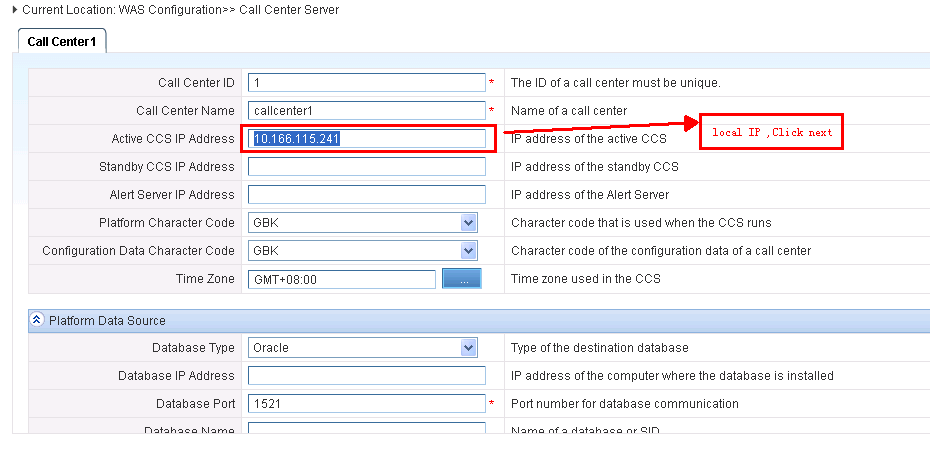 Current Location: WAS Configuration>> Call Center Server
Call Center1
Call Center ID 1 * The ID of a call center must be unique.
Call Center Name callcenter1 * Name of a call center
Active CCS IP Address 10.166.115.241 IP address of the active CCS
local IP ,Click next
Standby CCS IP Address IP address of the standby CCS
Alert Server IP Address IP address of the Alert Server
Platform Character Code GBK Character code that is used when the CCS runs
Configuration Data Character Code GBK Character code of the configuration data of a call center
Time Zone GMT+08:00 ... Time zone used in the CCS
Platform Data Source
Database Type Oracle Type of the destination database
Database IP Address IP address of the computer where the database is installed
Database Port 1521 * Port number for database communication
Database Name Name of a database or SID